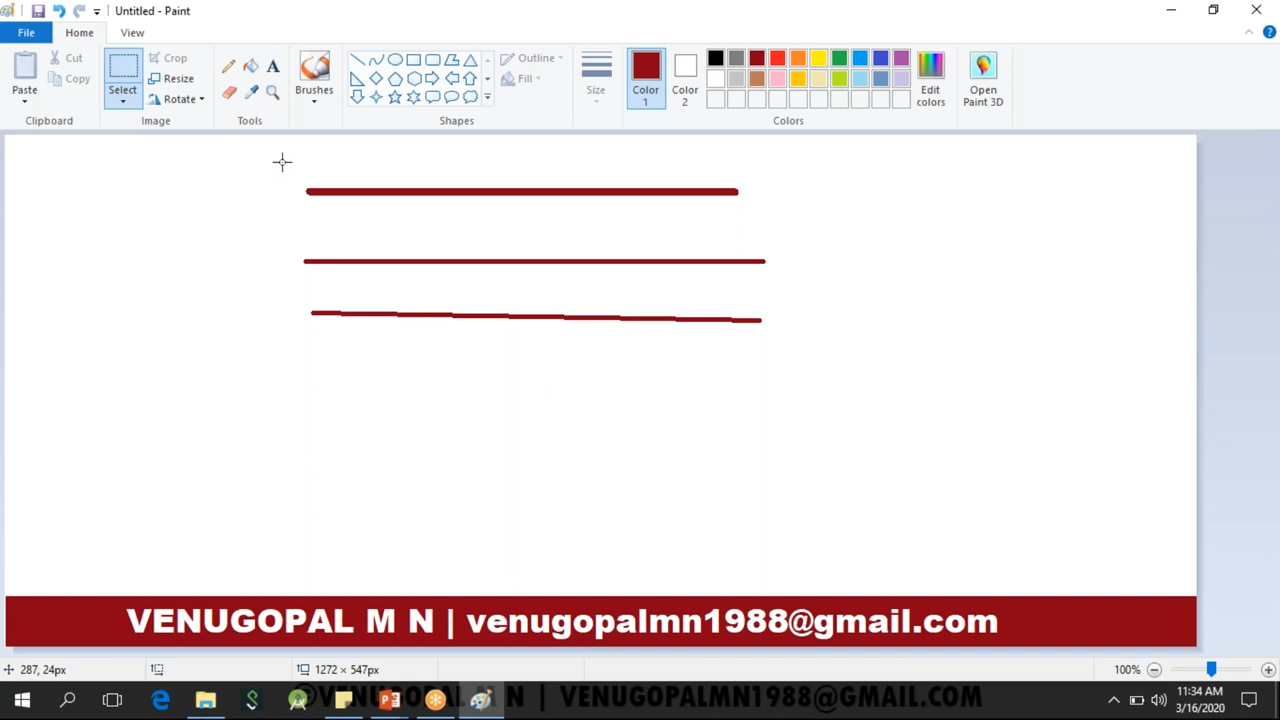 Untitled - Paint
File Home View
Paste
Cut
Copy
Clipboard
Select
Crop
Resize
Rotate
Image
A
Tools
Brushes
Outline
Fill
Shapes
Size
Color 1
Color 2
Edit colors
Colors
Open Paint 3D
VENUGOPAL M N | venugopalmn1988@gmail.com
287, 24px
1272 × 547px
100%
©VENUGOPAL M N | VENUGOPALMN1988@GMAL.COM
11:34 AM
3/16/2020